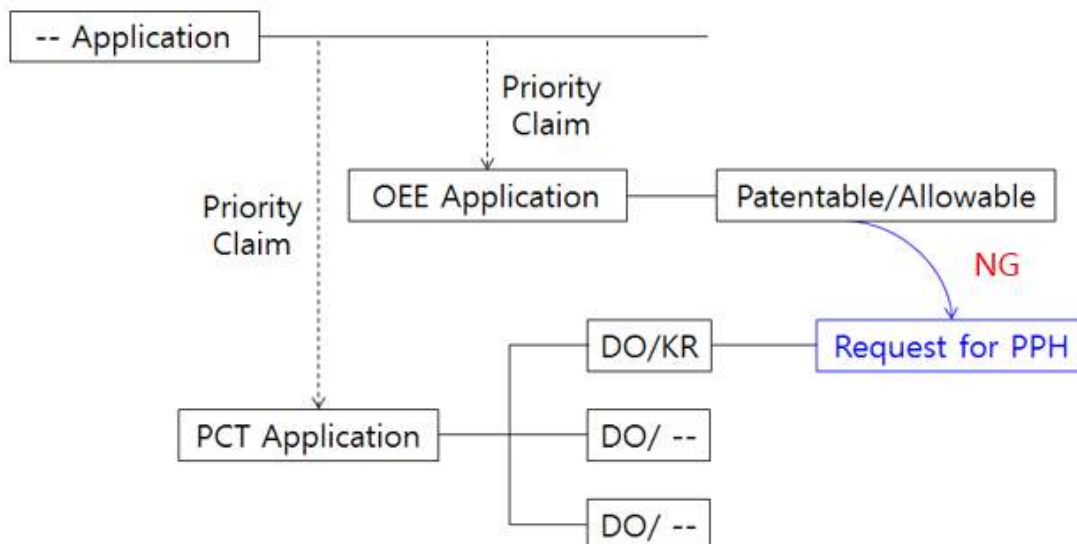 -- Application
Priority
Claim
OEE Application
Patentable/Allowable
Priority
Claim
NG
DO/KR
Request for PPH
PCT Application
DO/ --
DO/ --